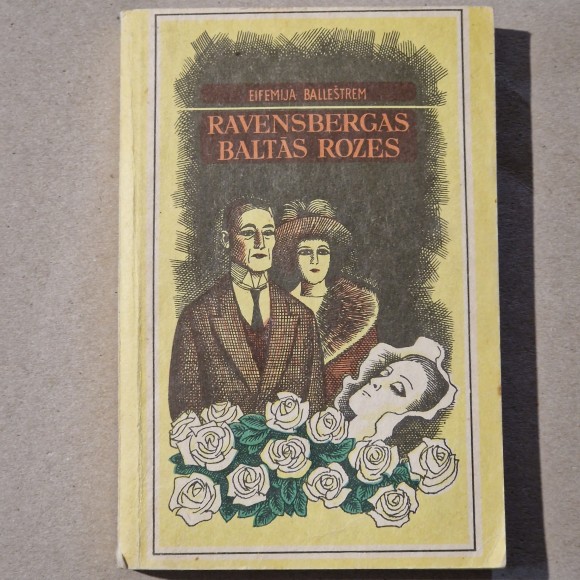 EIFEMIJA BALLEŠTREM
RAVENSBERGAS
BALTĀS ROZES